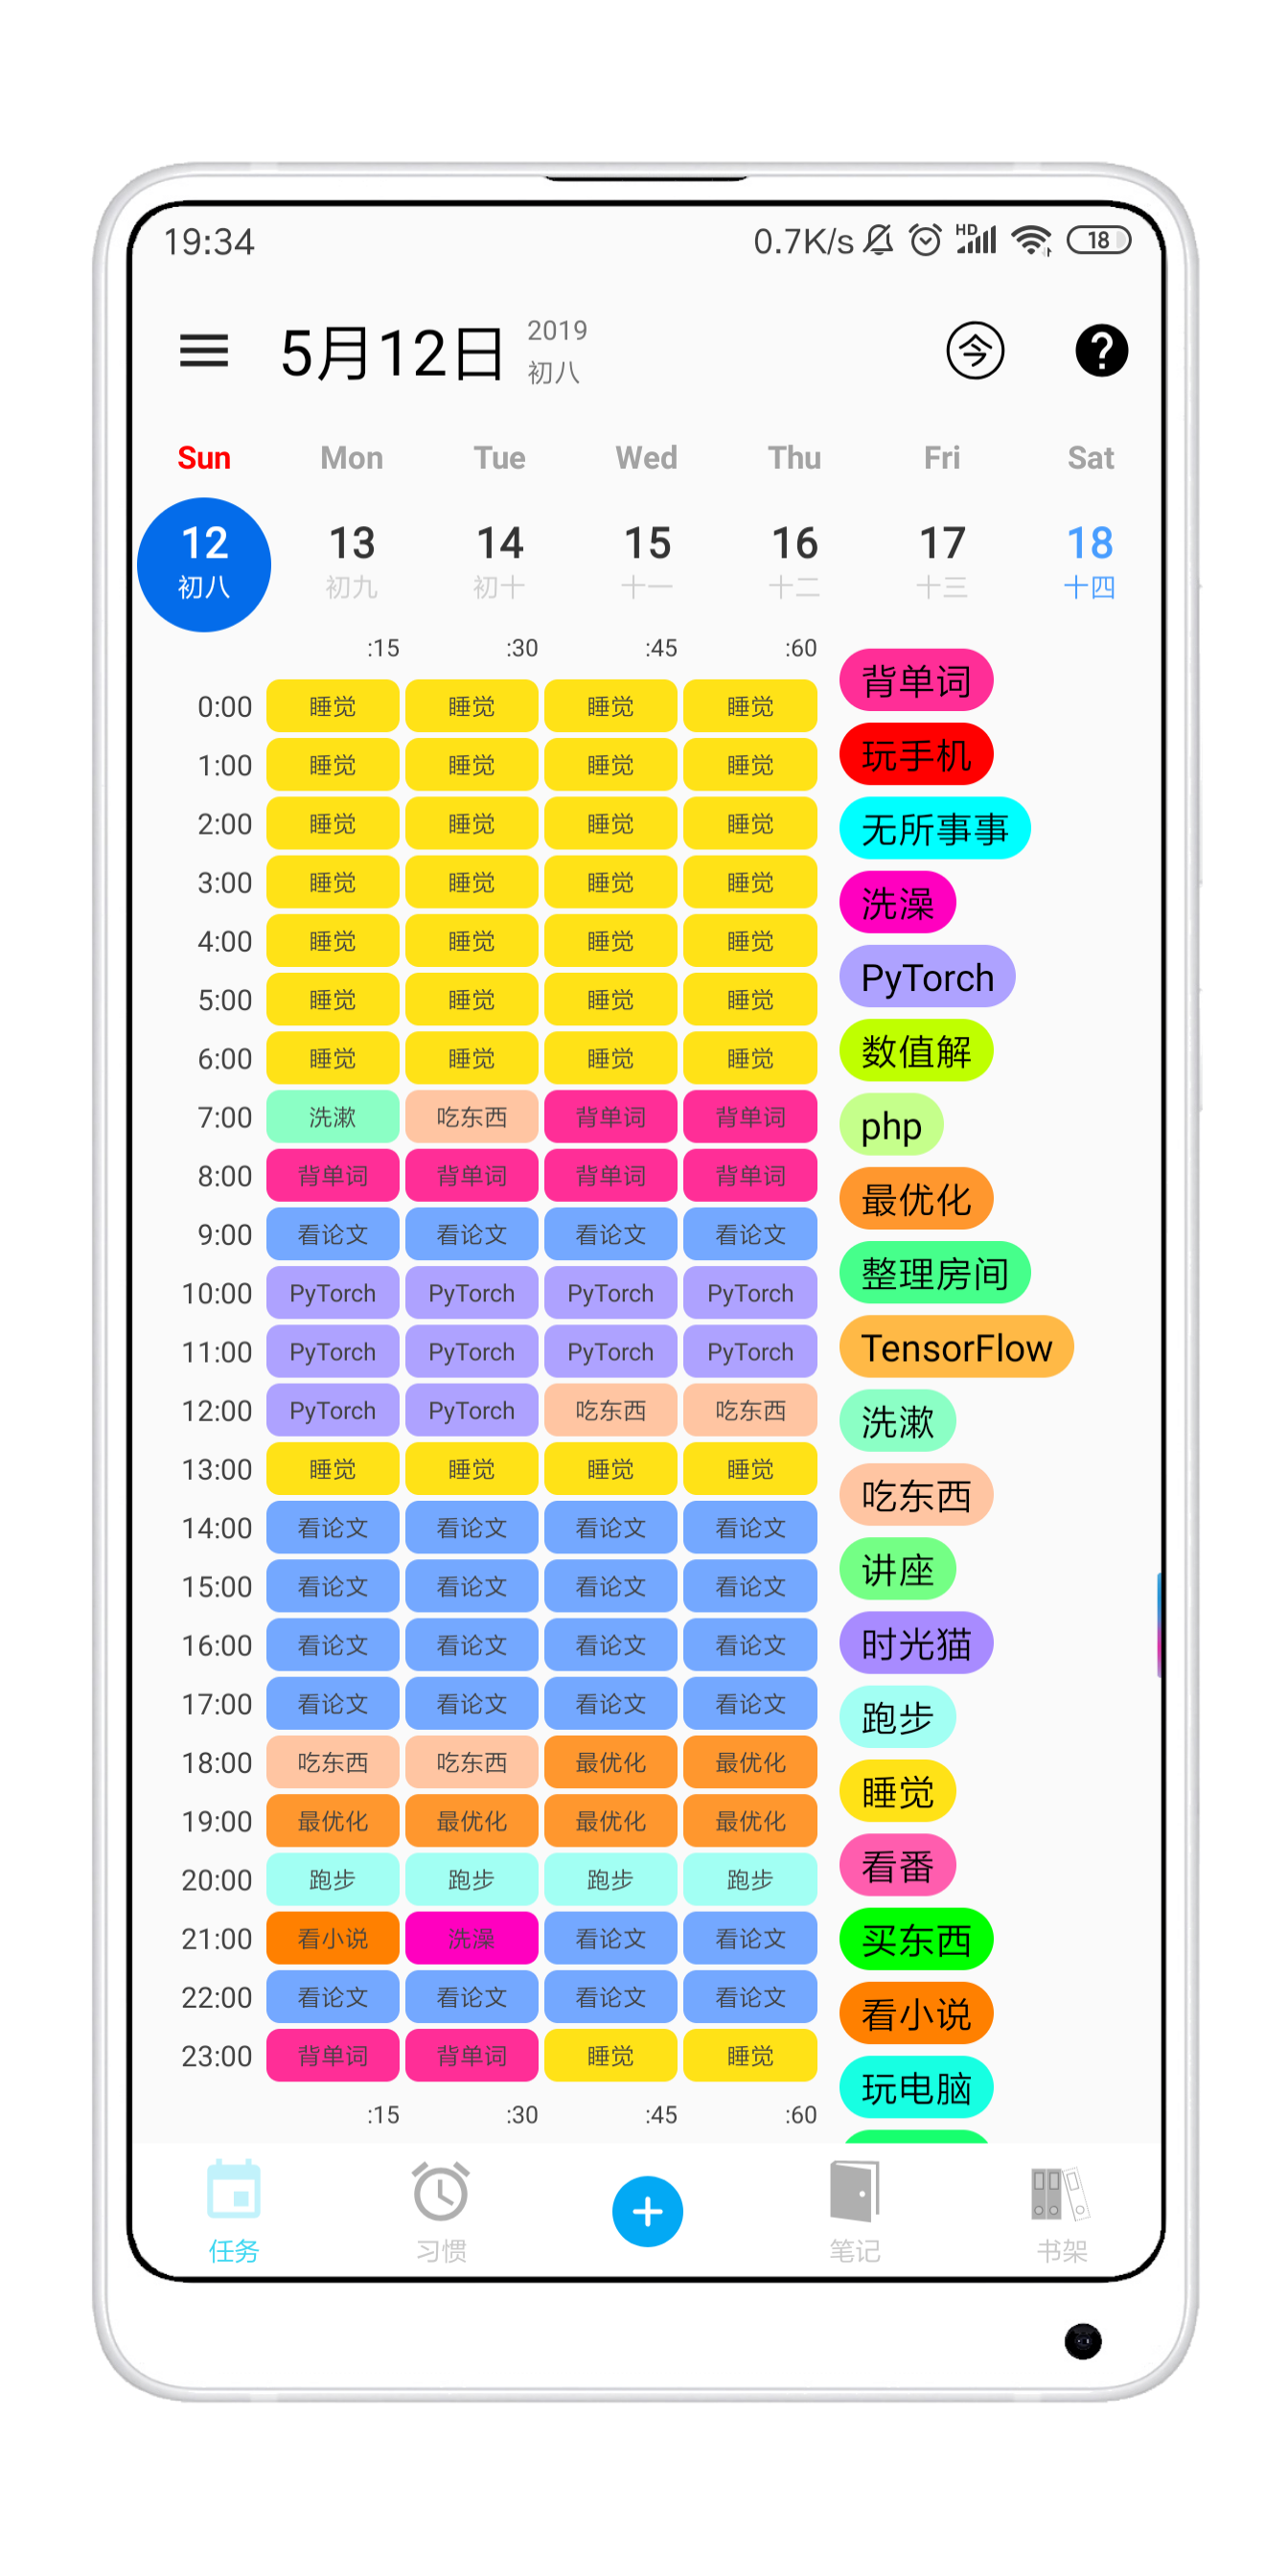 19:34 0.7K/s HD 18
5月12日 2019
初八
今 ?
Sun Mon Tue Wed Thu Fri Sat
12 13 14 15 16 17 18
初八 初九 初十 十一 十二 十三 十四
:15 :30 :45 :60
0:00 睡觉 睡觉 睡觉 睡觉
1:00 睡觉 睡觉 睡觉 睡觉
2:00 睡觉 睡觉 睡觉 睡觉
3:00 睡觉 睡觉 睡觉 睡觉
4:00 睡觉 睡觉 睡觉 睡觉
5:00 睡觉 睡觉 睡觉 睡觉
6:00 睡觉 睡觉 睡觉 睡觉
7:00 洗漱 吃东西 背单词 背单词
8:00 背单词 背单词 背单词 背单词
9:00 看论文 看论文 看论文 看论文
10:00 PyTorch PyTorch PyTorch PyTorch
11:00 PyTorch PyTorch PyTorch PyTorch
12:00 PyTorch PyTorch 吃东西 吃东西
13:00 睡觉 睡觉 睡觉 睡觉
14:00 看论文 看论文 看论文 看论文
15:00 看论文 看论文 看论文 看论文
16:00 看论文 看论文 看论文 看论文
17:00 看论文 看论文 看论文 看论文
18:00 吃东西 吃东西 最优化 最优化
19:00 最优化 最优化 最优化 最优化
20:00 跑步 跑步 跑步 跑步
21:00 看小说 洗澡 看论文 看论文
22:00 看论文 看论文 看论文 看论文
23:00 背单词 背单词 睡觉 睡觉
:15 :30 :45 :60
背单词
玩手机
无所事事
洗澡
PyTorch
数值解
php
最优化
整理房间
TensorFlow
洗漱
吃东西
讲座
时光猫
跑步
睡觉
看番
买东西
看小说
玩电脑
任务 习惯 笔记 书架